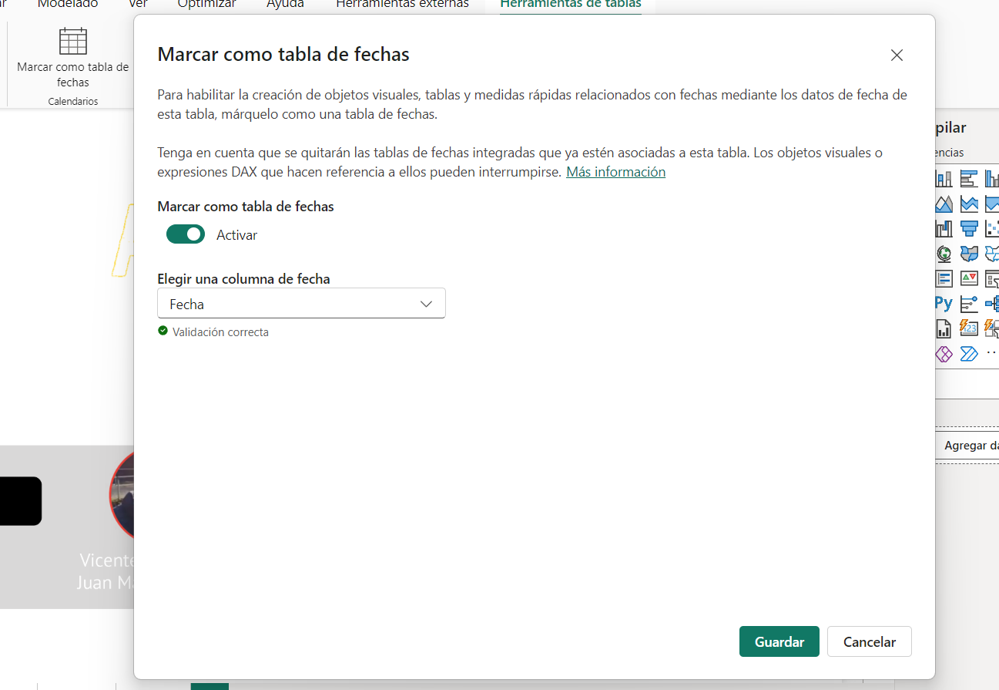 Modelado Ver Optimizar Ayuda Herramientas externas Herramientas de tablas
Marcar como tabla de
fechas
Calendarios
Marcar como tabla de fechas
Para habilitar la creación de objetos visuales, tablas y medidas rápidas relacionados con fechas mediante los datos de fecha de
esta tabla, márquelo como una tabla de fechas.
Tenga en cuenta que se quitarán las tablas de fechas integradas que ya estén asociadas a esta tabla. Los objetos visuales o
expresiones DAX que hacen referencia a ellos pueden interrumpirse. Más información
Marcar como tabla de fechas
Activar
Elegir una columna de fecha
Fecha
Validación correcta
Guardar Cancelar
pilar
encias
Py
123
Agregar da
Vicente
Juan Ma